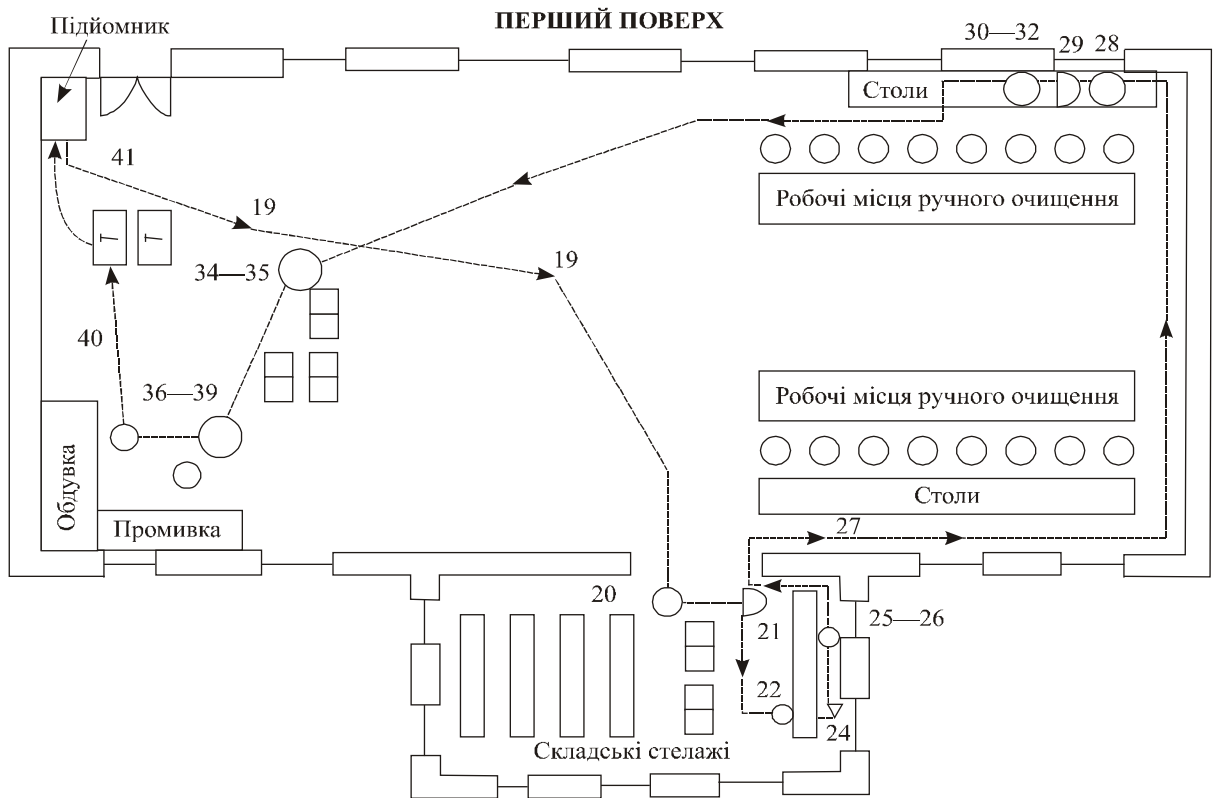 ПЕРШИЙ ПОВЕРХ
Підйомник
30—32
29
28
Столи
41
Робочі місця ручного очищення
19
19
34—35
Т
Т
40
36—39
Робочі місця ручного очищення
Обдувка
Столи
Промивка
27
20
21
25—26
22
24
Складські стелажі